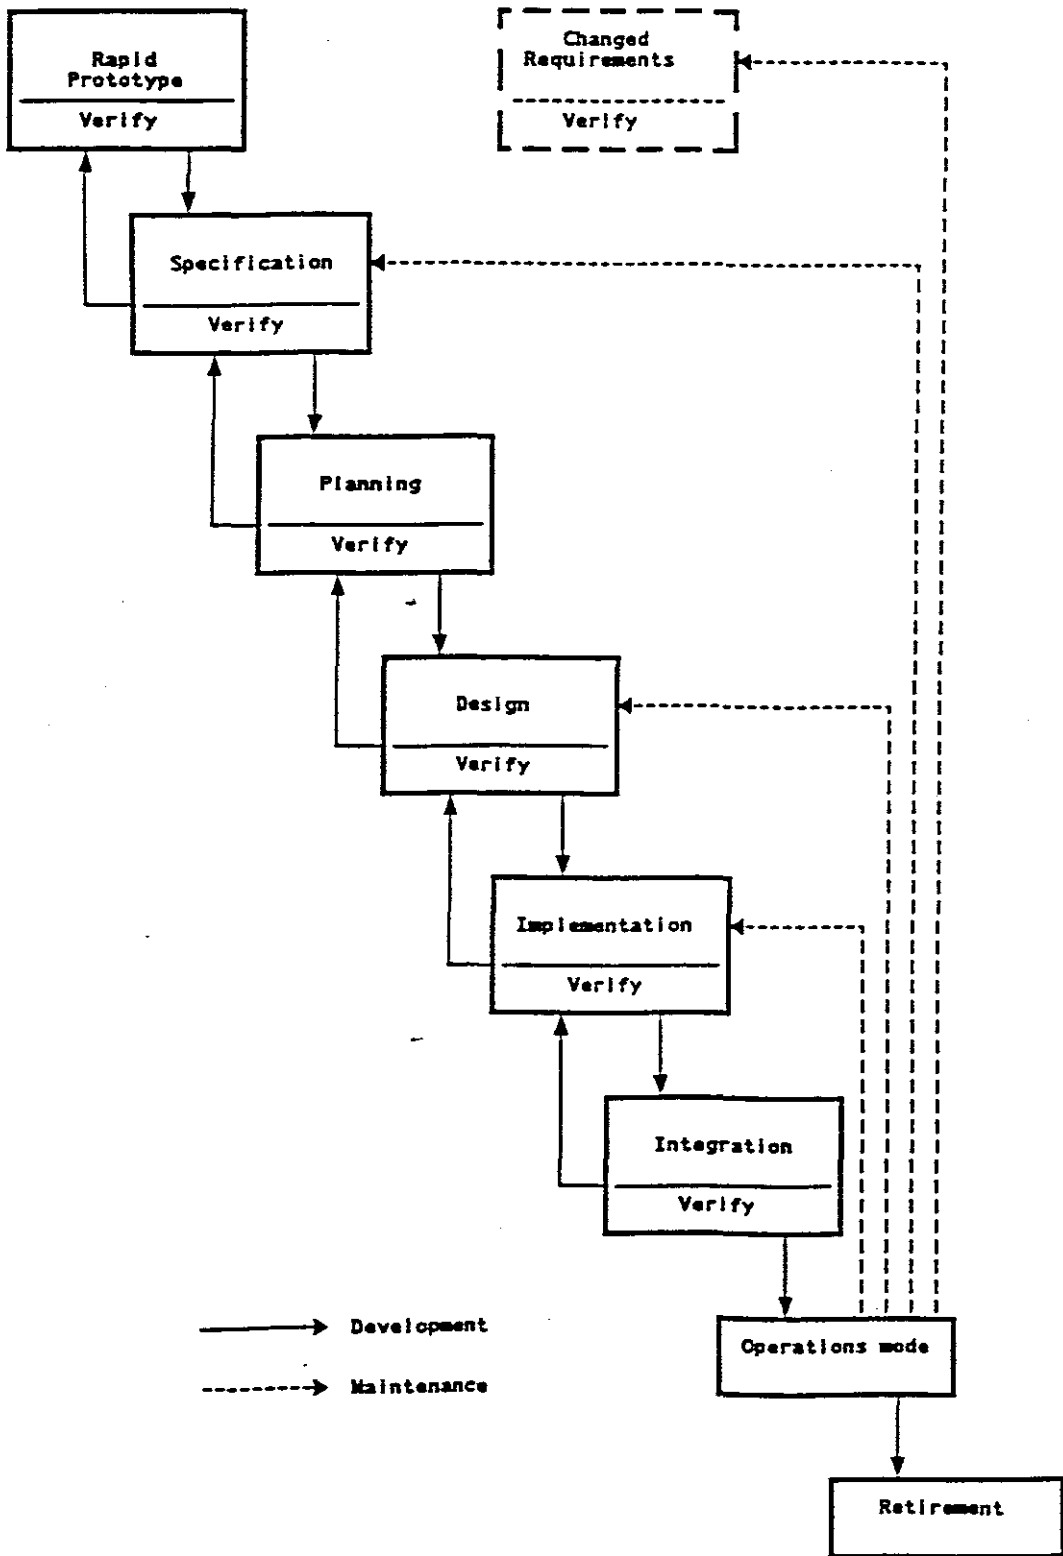 Rapid
Prototype
Verify
Changed
Requirements
Verify
Specification
Verify
Planning
Verify
Design
Verify
Implementation
Verify
Integration
Verify
Development
Maintenance
Operations mode
Retirement